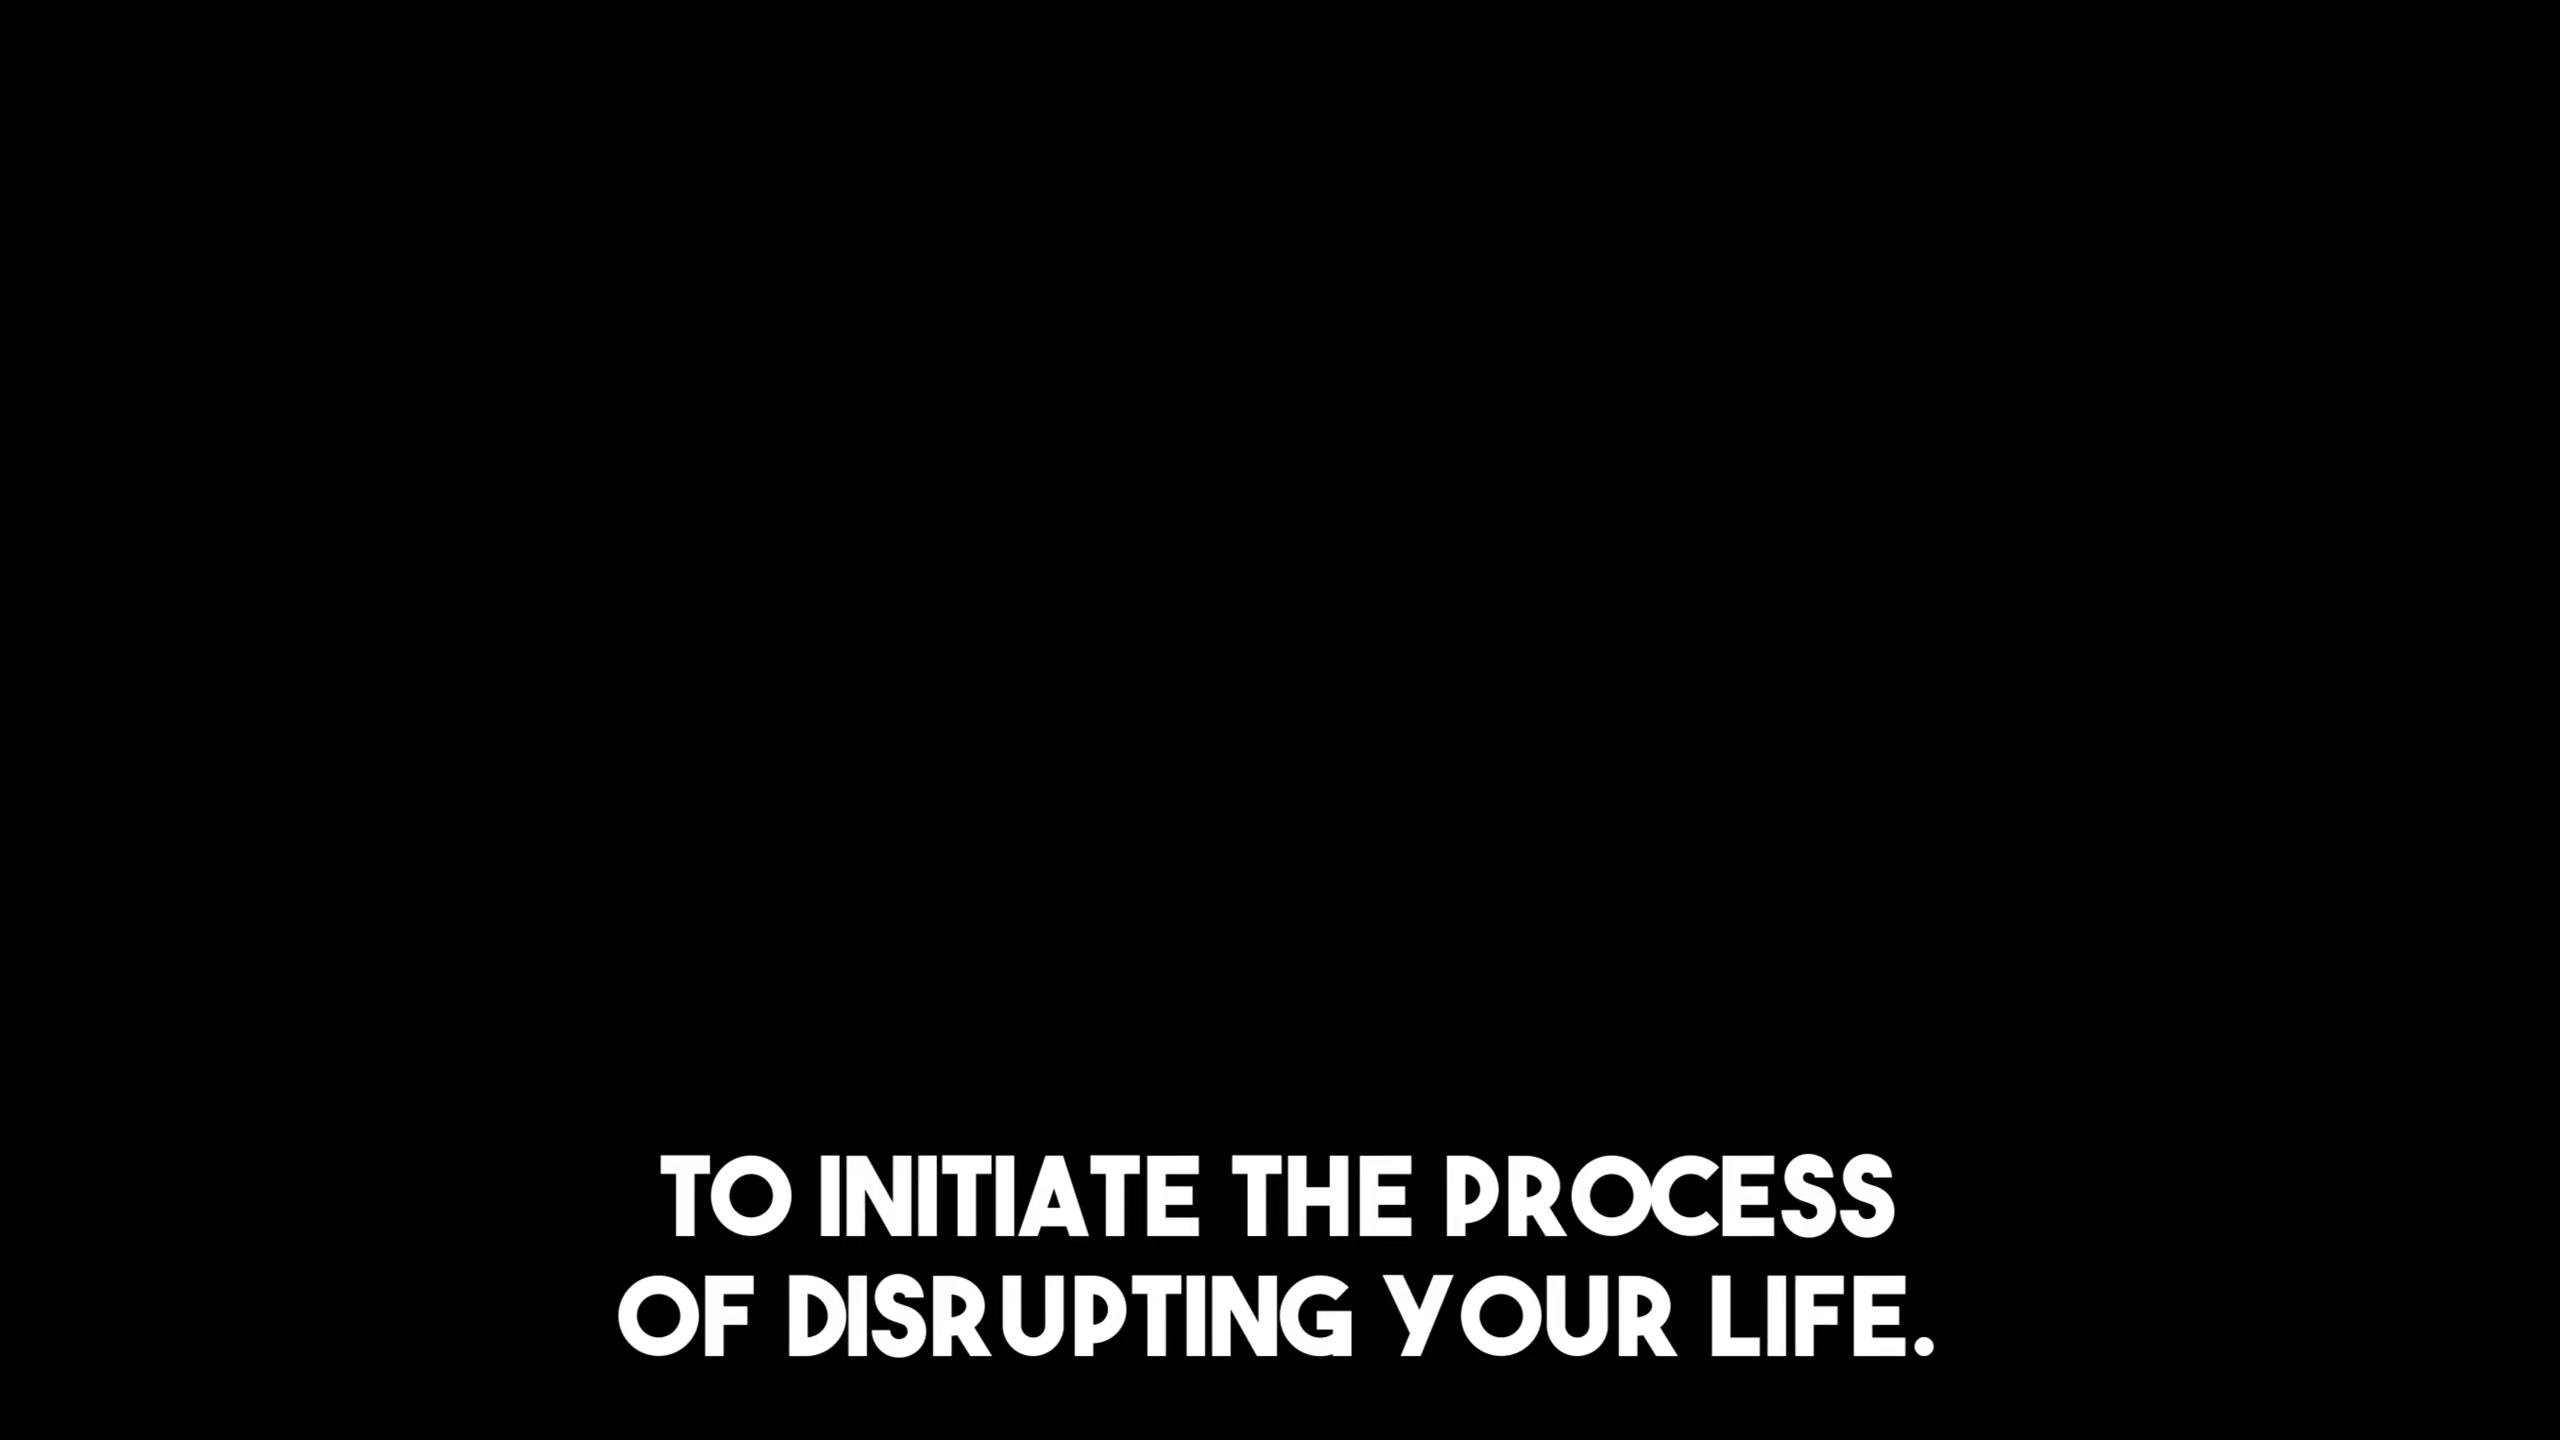 TO INITIATE THE PROCESS
OF DISRUPTING YOUR LIFE.